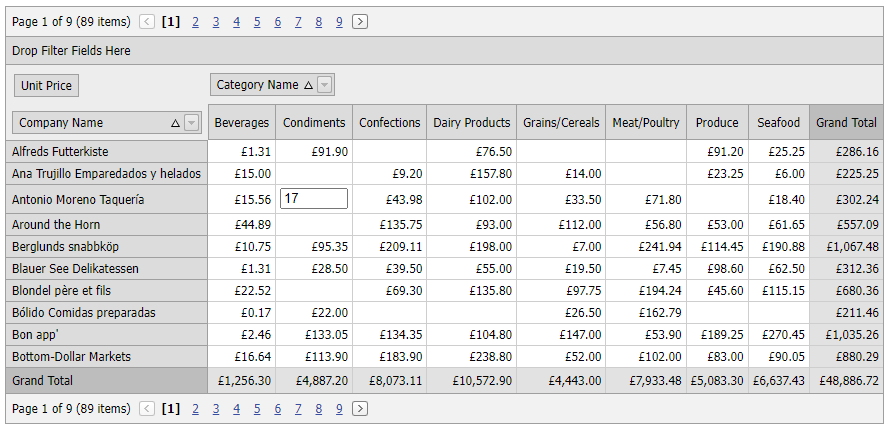 Page 1 of 9 (89 items) [1] 2 3 4 5 6 7 8 9
Drop Filter Fields Here
Unit Price Category Name
Company Name Beverages Condiments Confections Dairy Products Grains/Cereals Meat/Poultry Produce Seafood Grand Total
Alfreds Futterkiste £1.31 £91.90 £76.50 £91.20 £25.25 £286.16
Ana Trujillo Emparedados y helados £15.00 £9.20 £157.80 £14.00 £23.25 £6.00 £225.25
Antonio Moreno Taquería £15.56 17 £43.98 £102.00 £33.50 £71.80 £18.40 £302.24
Around the Horn £44.89 £135.75 £93.00 £112.00 £56.80 £53.00 £61.65 £557.09
Berglunds snabbköp £10.75 £95.35 £209.11 £198.00 £7.00 £241.94 £114.45 £190.88 £1,067.48
Blauer See Delikatessen £1.31 £28.50 £39.50 £55.00 £19.50 £7.45 £98.60 £62.50 £312.36
Blondel père et fils £22.52 £69.30 £135.80 £97.75 £194.24 £45.60 £115.15 £680.36
Bólido Comidas preparadas £0.17 £22.00 £26.50 £162.79 £211.46
Bon app' £2.46 £133.05 £134.35 £104.80 £147.00 £53.90 £189.25 £270.45 £1,035.26
Bottom-Dollar Markets £16.64 £113.90 £183.90 £238.80 £52.00 £102.00 £83.00 £90.05 £880.29
Grand Total £1,256.30 £4,887.20 £8,073.11 £10,572.90 £4,443.00 £7,933.48 £5,083.30 £6,637.43 £48,886.72
Page 1 of 9 (89 items) [1] 2 3 4 5 6 7 8 9